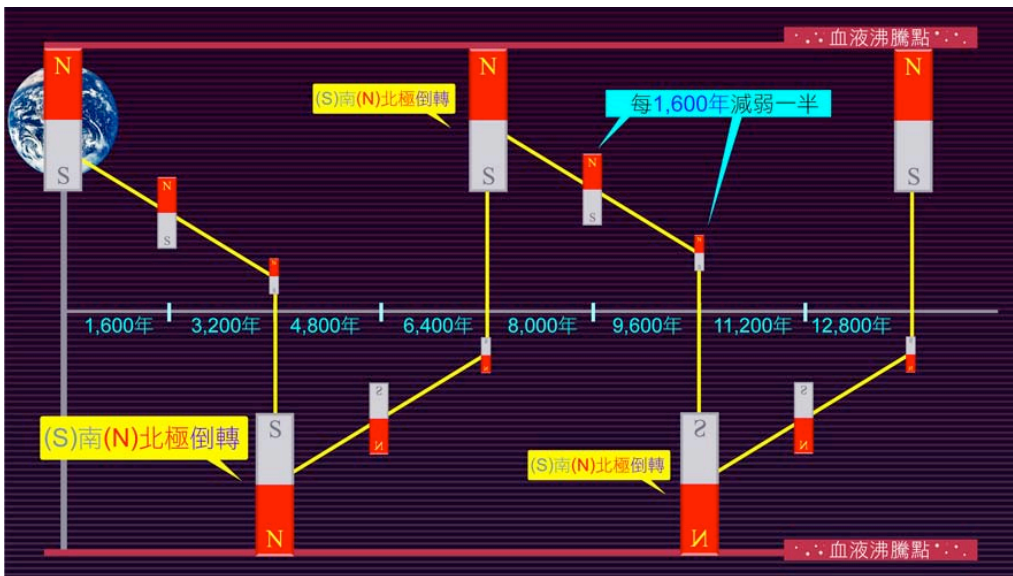 血液沸騰點
N
S
N
S
N
S
(S)南(N)北極倒轉
每1,600年減弱一半
N
S
N
S
N
S
N
S
N
S
1,600年
3,200年
4,800年
6,400年
8,000年
9,600年
11,200年
12,800年
S
N
S
N
S
N
S
N
(S)南(N)北極倒轉
S
N
S
N
(S)南(N)北極倒轉
血液沸騰點